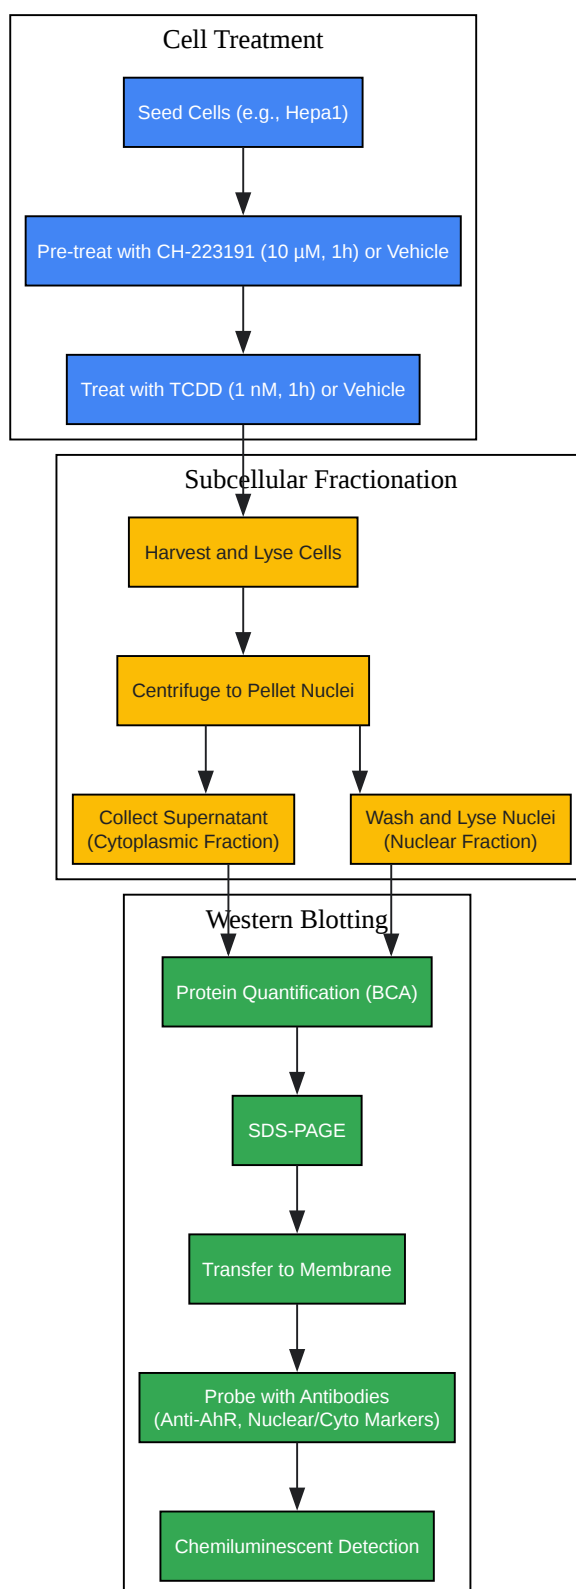 Cell Treatment
Seed Cells (e.g., Hepa1)
Pre-treat with CH-223191 (10 µM, 1h) or Vehicle
Treat with TCDD (1 nM, 1h) or Vehicle
Subcellular Fractionation
Harvest and Lyse Cells
Centrifuge to Pellet Nuclei
Collect Supernatant
(Cytoplasmic Fraction)
Wash and Lyse Nuclei
(Nuclear Fraction)
Western Blotting
Protein Quantification (BCA)
SDS-PAGE
Transfer to Membrane
Probe with Antibodies
(Anti-AhR, Nuclear/Cyto Markers)
Chemiluminescent Detection